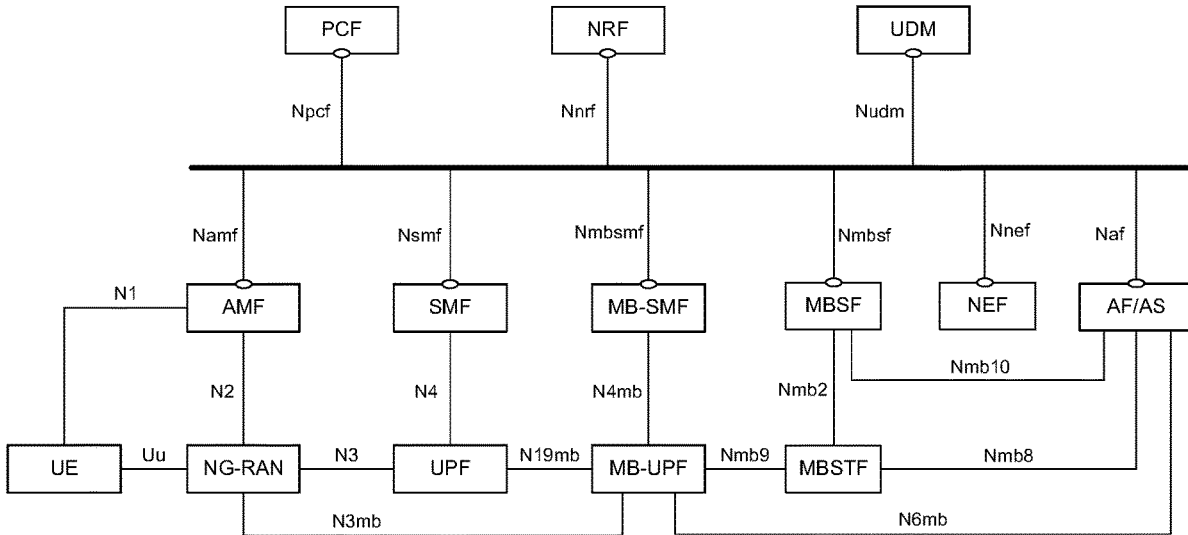 PCF
NRF
UDM
Npcf
Nnrf
Nudm
Namf
Nsmf
Nmbsmf
Nmbsf
Nnef
Naf
N1
AMF
SMF
MB-SMF
MBSF
NEF
AF/AS
N2
N4
N4mb
Nmb2
Nmb10
UE
Uu
NG-RAN
N3
UPF
N19mb
MB-UPF
Nmb9
MBSTF
Nmb8
N3mb
N6mb